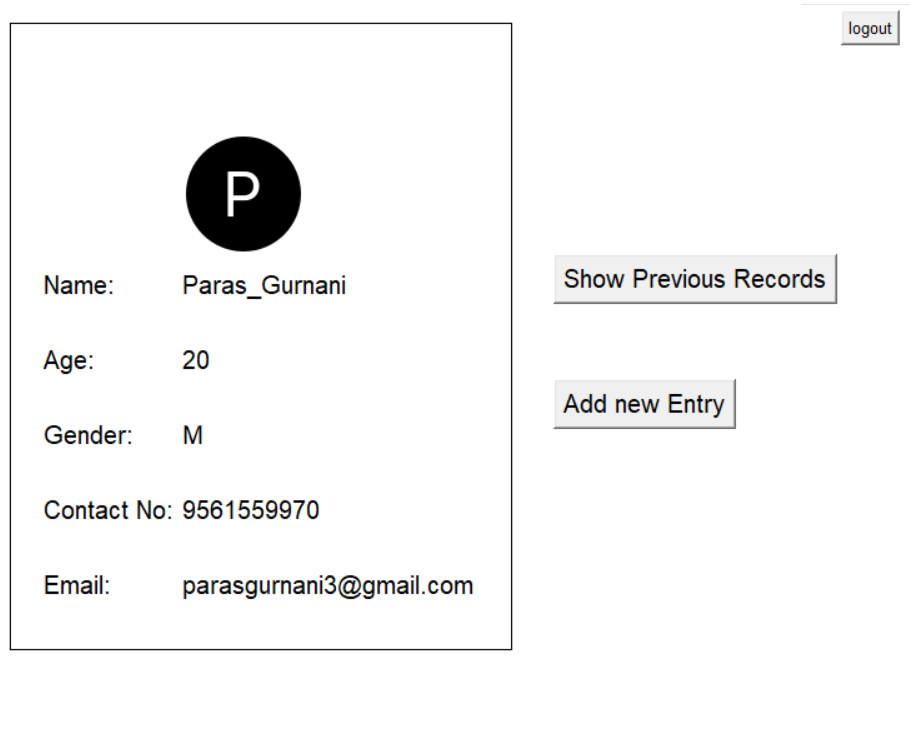 logout
P
Name: Paras_Gurnani
Show Previous Records
Age: 20
Add new Entry
Gender: M
Contact No: 9561559970
Email: parasgurnani3@gmail.com